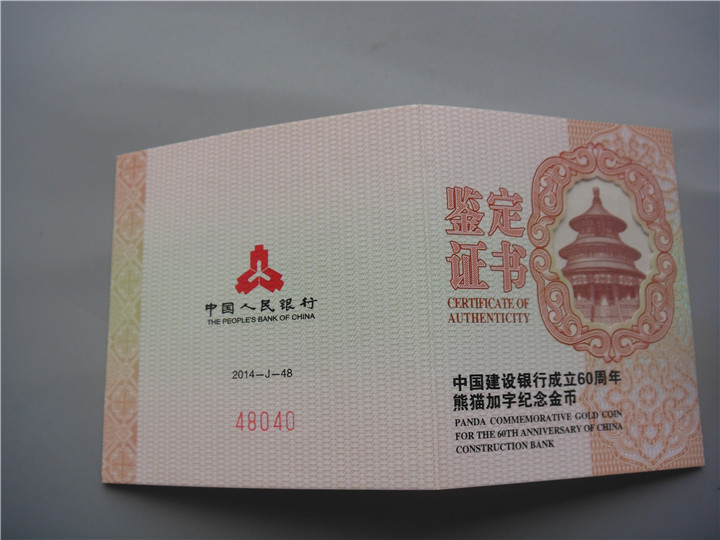 中国人民银行
THE PEOPLE'S BANK OF CHINA
2014-J-48
48040
鉴定
证书
CERTIFICATE OF
AUTHENTICITY
中国建设银行成立60周年
熊猫加字纪念金币
PANDA COMMEMORATIVE GOLD COIN
FOR THE 60TH ANNIVERSARY OF CHINA
CONSTRUCTION BANK